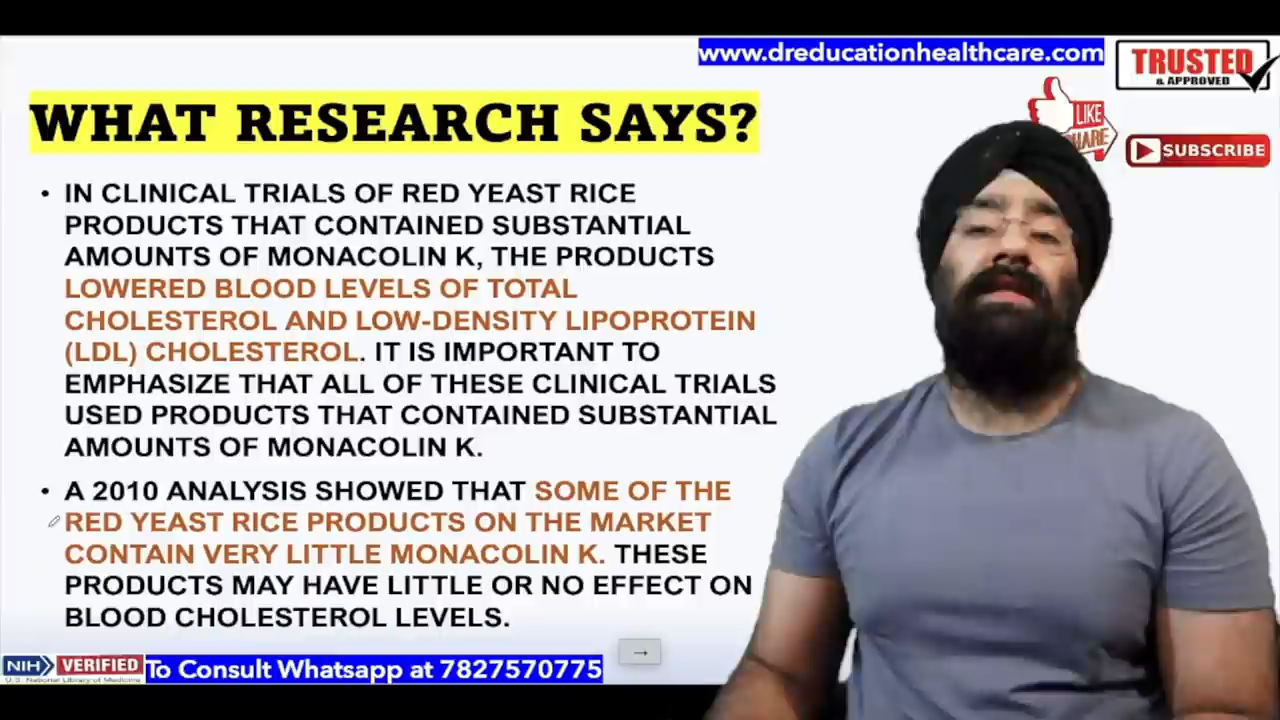 www.dreducationhealthcare.com
TRUSTED
& APPROVED
LIKE
SHARE
SUBSCRIBE
WHAT RESEARCH SAYS?
• IN CLINICAL TRIALS OF RED YEAST RICE
PRODUCTS THAT CONTAINED SUBSTANTIAL
AMOUNTS OF MONACOLIN K, THE PRODUCTS
LOWERED BLOOD LEVELS OF TOTAL
CHOLESTEROL AND LOW-DENSITY LIPOPROTEIN
(LDL) CHOLESTEROL. IT IS IMPORTANT TO
EMPHASIZE THAT ALL OF THESE CLINICAL TRIALS
USED PRODUCTS THAT CONTAINED SUBSTANTIAL
AMOUNTS OF MONACOLIN K.
• A 2010 ANALYSIS SHOWED THAT SOME OF THE
RED YEAST RICE PRODUCTS ON THE MARKET
CONTAIN VERY LITTLE MONACOLIN K. THESE
PRODUCTS MAY HAVE LITTLE OR NO EFFECT ON
BLOOD CHOLESTEROL LEVELS.
→
NIH VERIFIED
U.S. National Library of Medicine
To Consult Whatsapp at 7827570775